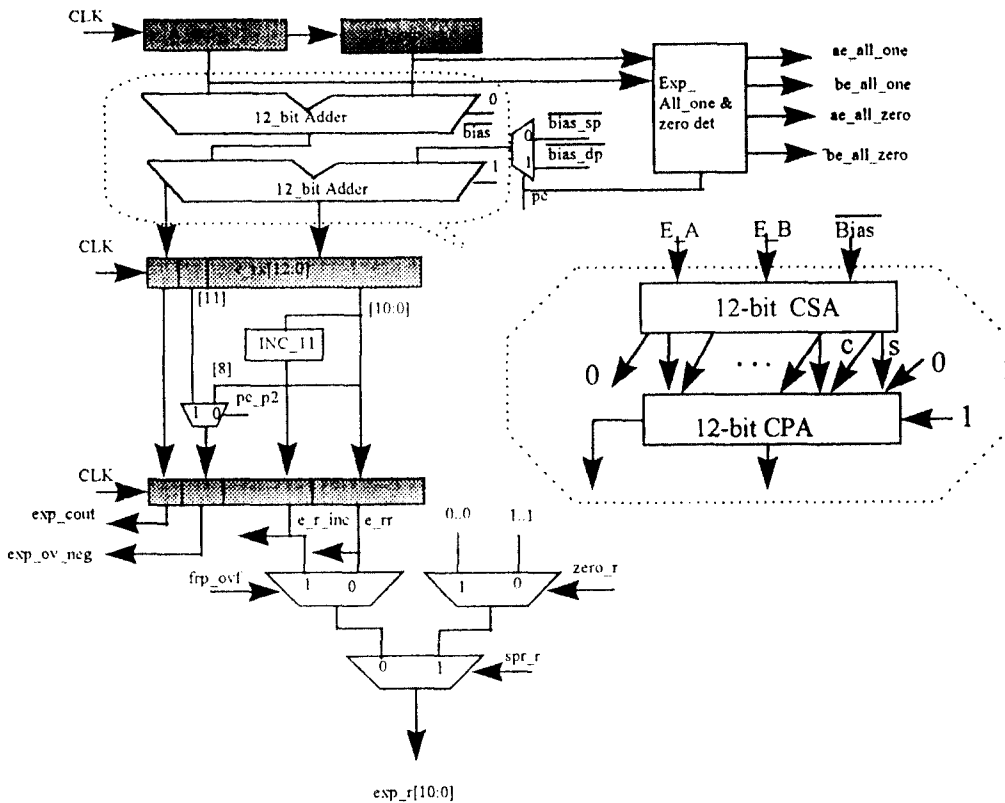 CLK
ae_all_one
Exp_
All_one &
zero det
be_all_one
ae_all_zero
be_all_zero
0
12_bit Adder
bias
0
bias_sp
1
bias_dp
1
12_bit Adder
pc
E_A
E_B
Bias
CLK
[12:0]
[11]
[10:0]
12-bit CSA
INC_11
c
s
0
...
0
[8]
pc_p2
1 0
12-bit CPA
1
CLK
exp_cout
e_r_inc
e_rr
0..0
1..1
exp_ov_neg
frp_ovf
1 0
1 0
zero_r
0 1
spr_r
exp_r[10:0]